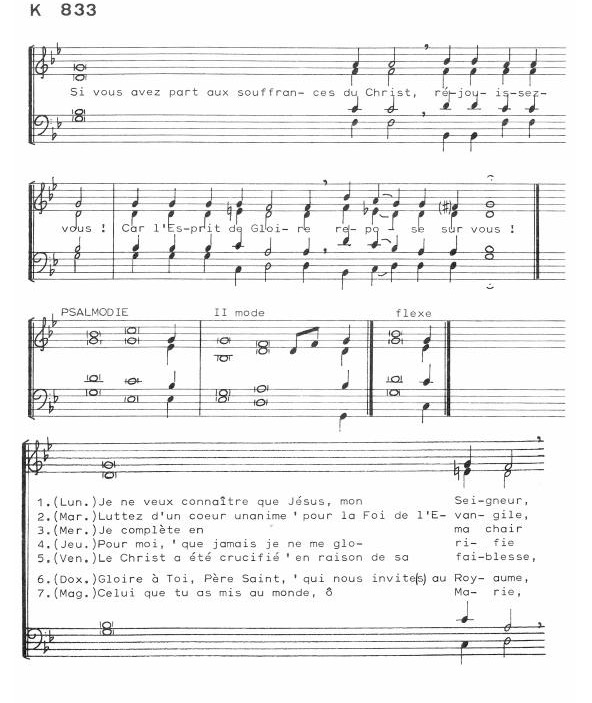 K 833
Si vous avez part aux souffran- ces du Christ, ré-jou- is-sez-
vous ! Car l'Es-prit de Gloi- re re- po - se sur vous !
PSALMODIE II mode flexe
1.(Lun.)Je ne veux connaître que Jésus, mon Sei-gneur,
2.(Mar.)Luttez d'un coeur unanime ' pour la Foi de l'E- van- gile,
3.(Mer.)Je complète en ma chair
4.(Jeu.)Pour moi, ' que jamais je ne me glo- ri- fie
5.(Ven.)Le Christ a été crucifié ' en raison de sa fai-blesse,
6.(Dox.)Gloire à Toi, Père Saint, ' qui nous invite(s) au Roy- aume,
7.(Mag.)Celui que tu as mis au monde, ô Ma- rie,